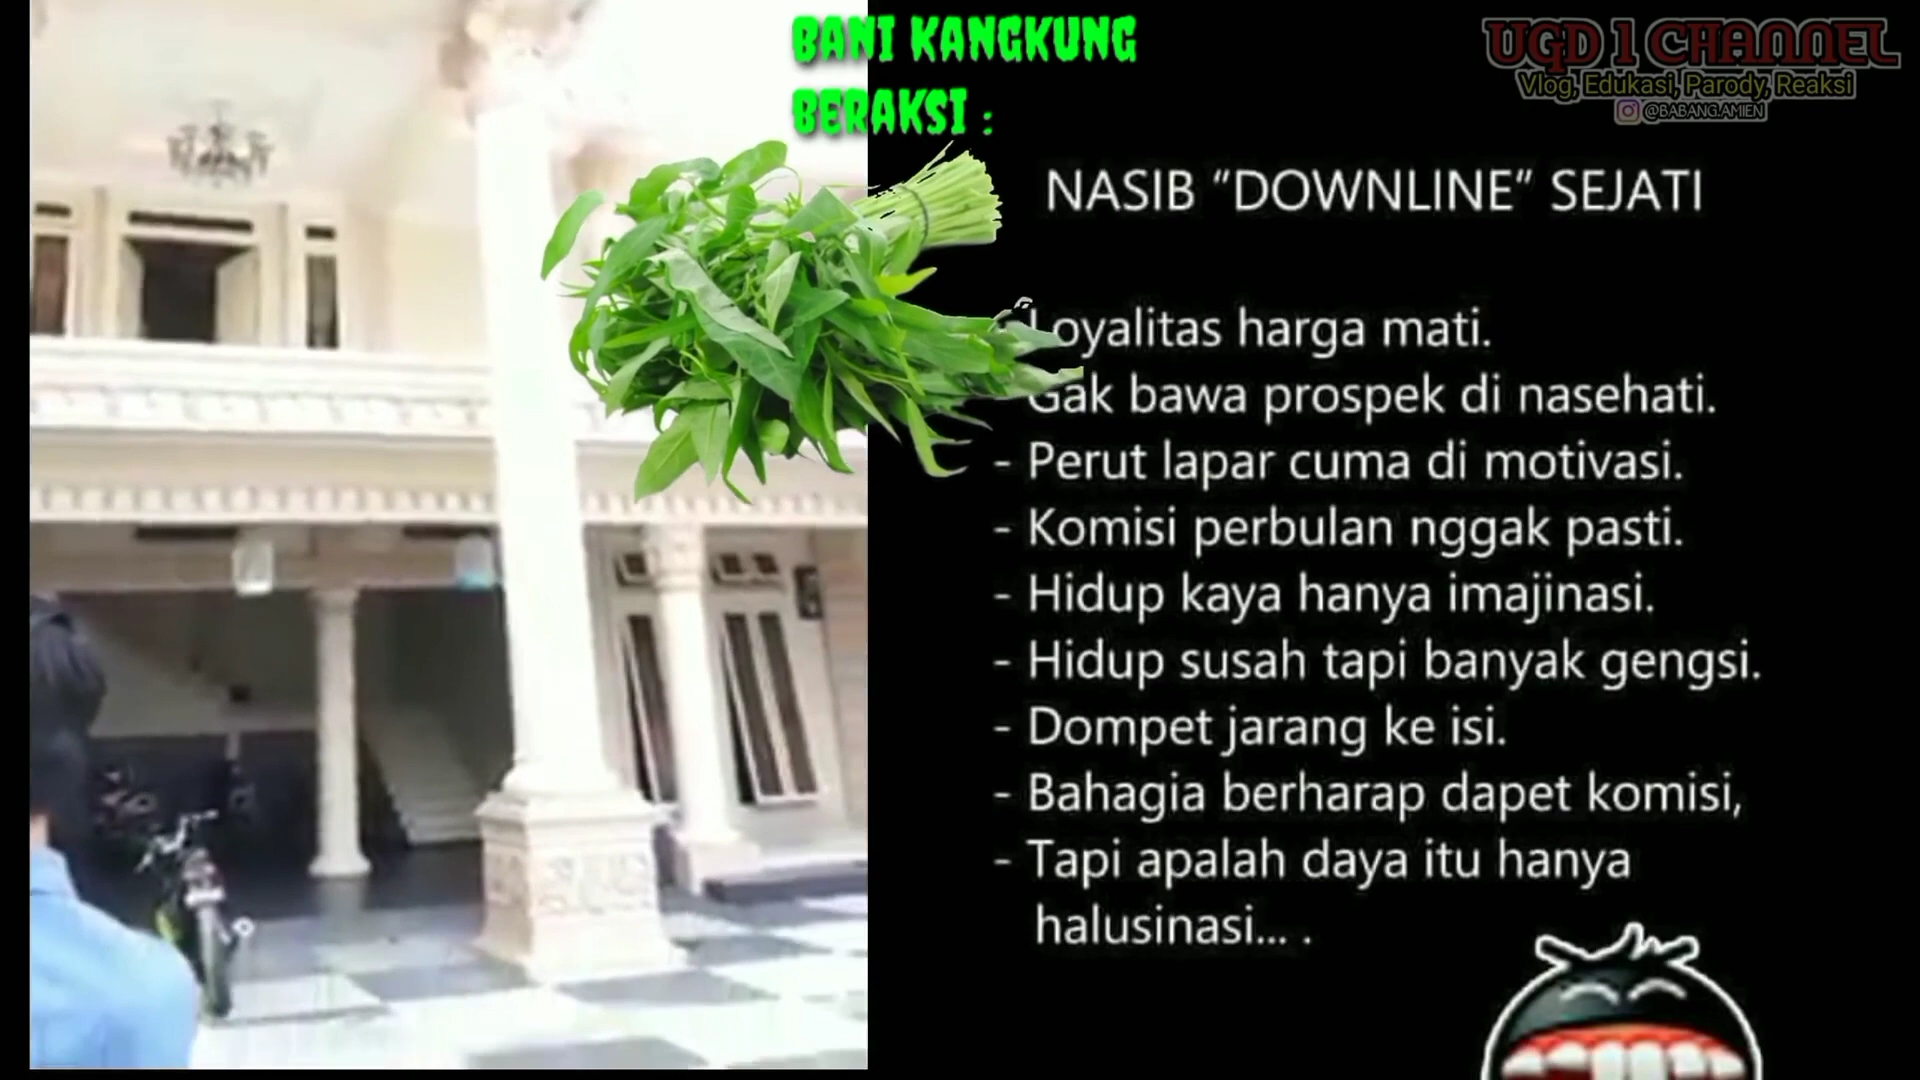 BANI KANGKUNG
BERAKSI :
UGD 1 CHANNEL
Vlog, Edukasi, Parody, Reaksi
@BABANG.AMIEN
NASIB “DOWNLINE” SEJATI
- Loyalitas harga mati.
Gak bawa prospek di nasehati.
- Perut lapar cuma di motivasi.
- Komisi perbulan nggak pasti.
- Hidup kaya hanya imajinasi.
- Hidup susah tapi banyak gengsi.
- Dompet jarang ke isi.
- Bahagia berharap dapet komisi,
- Tapi apalah daya itu hanya
halusinasi... .